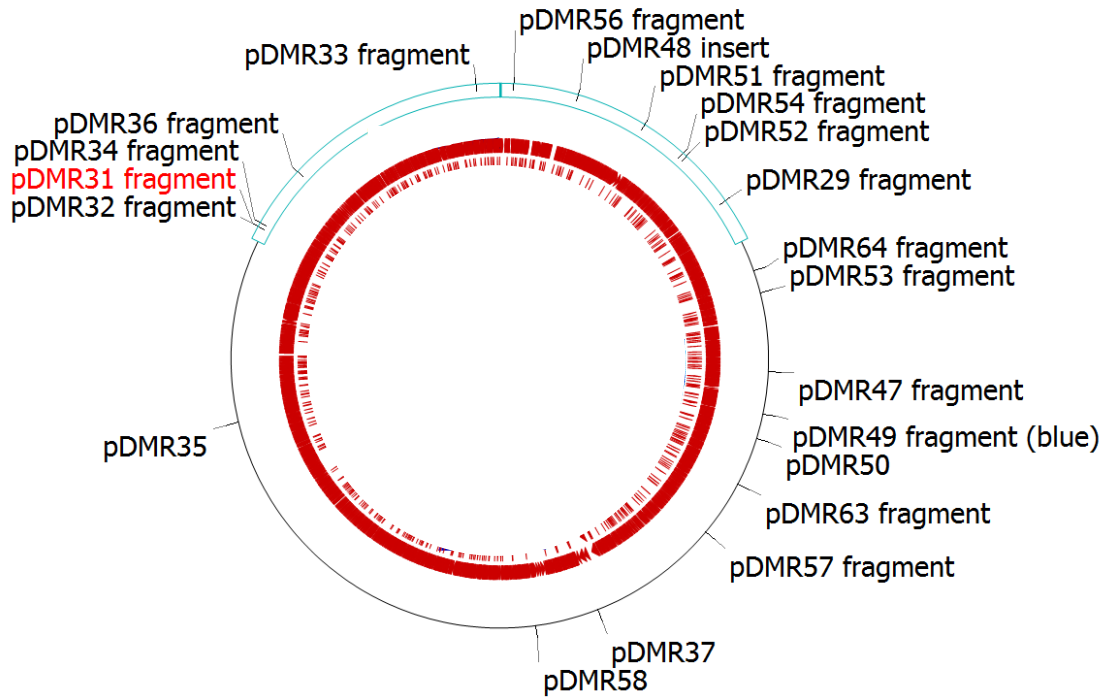 pDMR56 fragment
pDMR48 insert
pDMR33 fragment
pDMR51 fragment
pDMR54 fragment
pDMR36 fragment
pDMR52 fragment
pDMR34 fragment
pDMR31 fragment
pDMR29 fragment
pDMR32 fragment
pDMR64 fragment
pDMR53 fragment
pDMR47 fragment
pDMR49 fragment (blue)
pDMR35
pDMR50
pDMR63 fragment
pDMR57 fragment
pDMR37
pDMR58